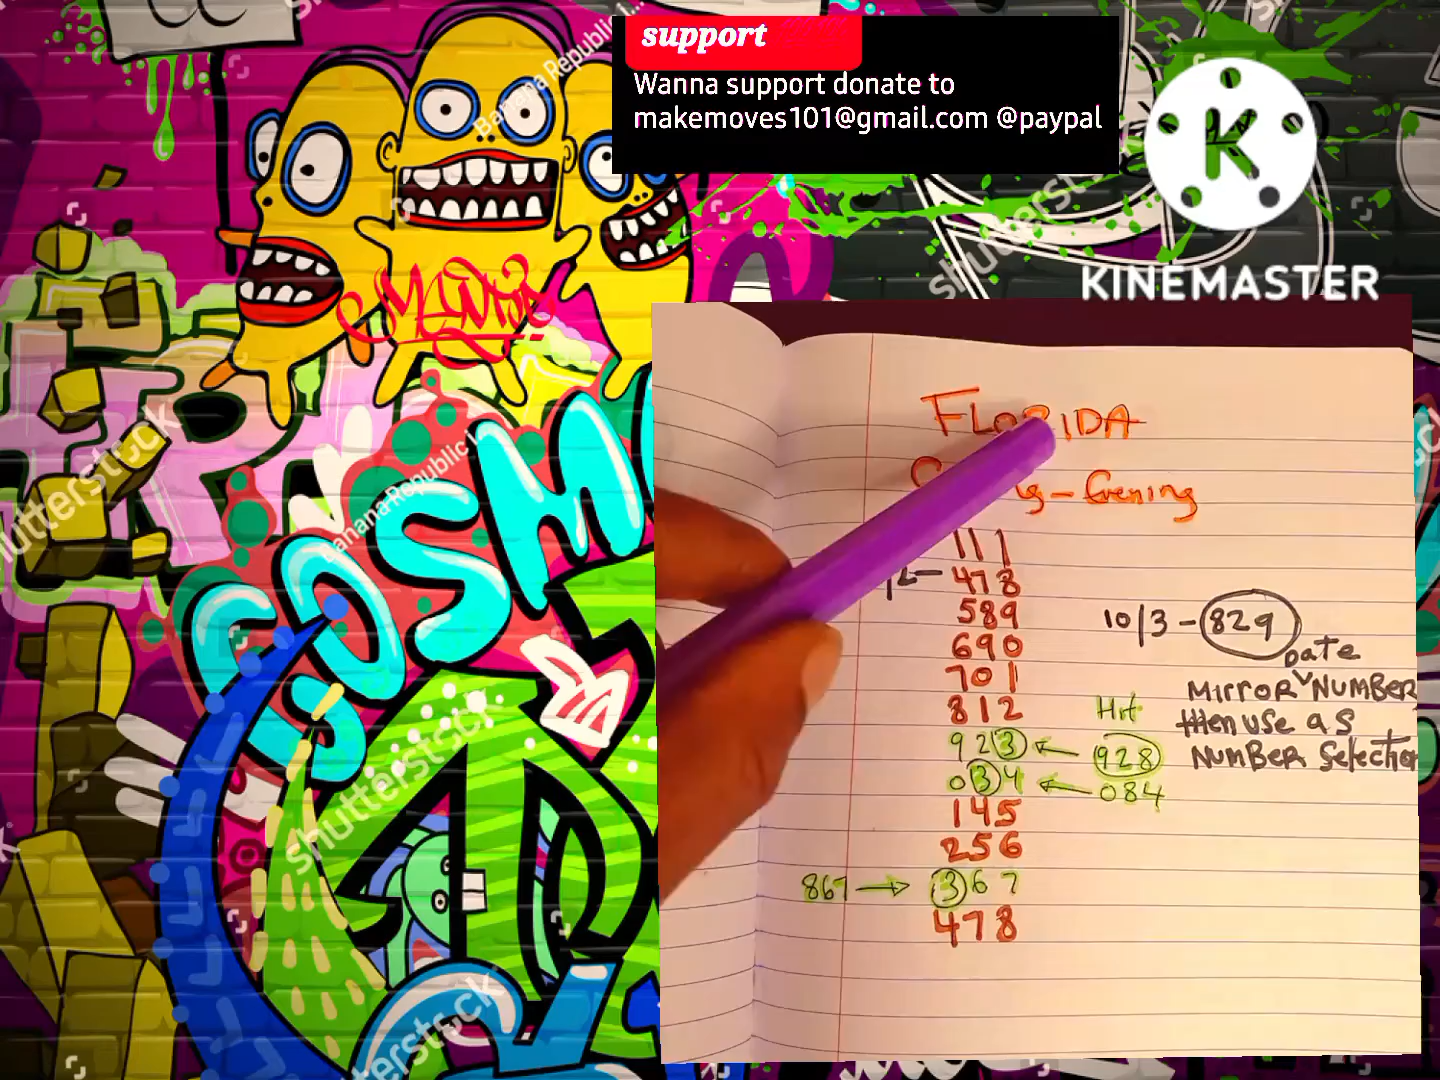 support
Wanna support donate to
makemoves101@gmail.com @paypal
K
KINEMASTER
Banana Republic i...
Banana Republic i
shutterstock
shutterstock
shutterstock
shutterstock
COSM
FLORIDA
Evening
111
478
589
690
701
812
923
034
145
256
867 → 367
478
10/3 - 829
Date
Mirror ˅ Number
then use as
Number Selection
Hit
← 928
← 084